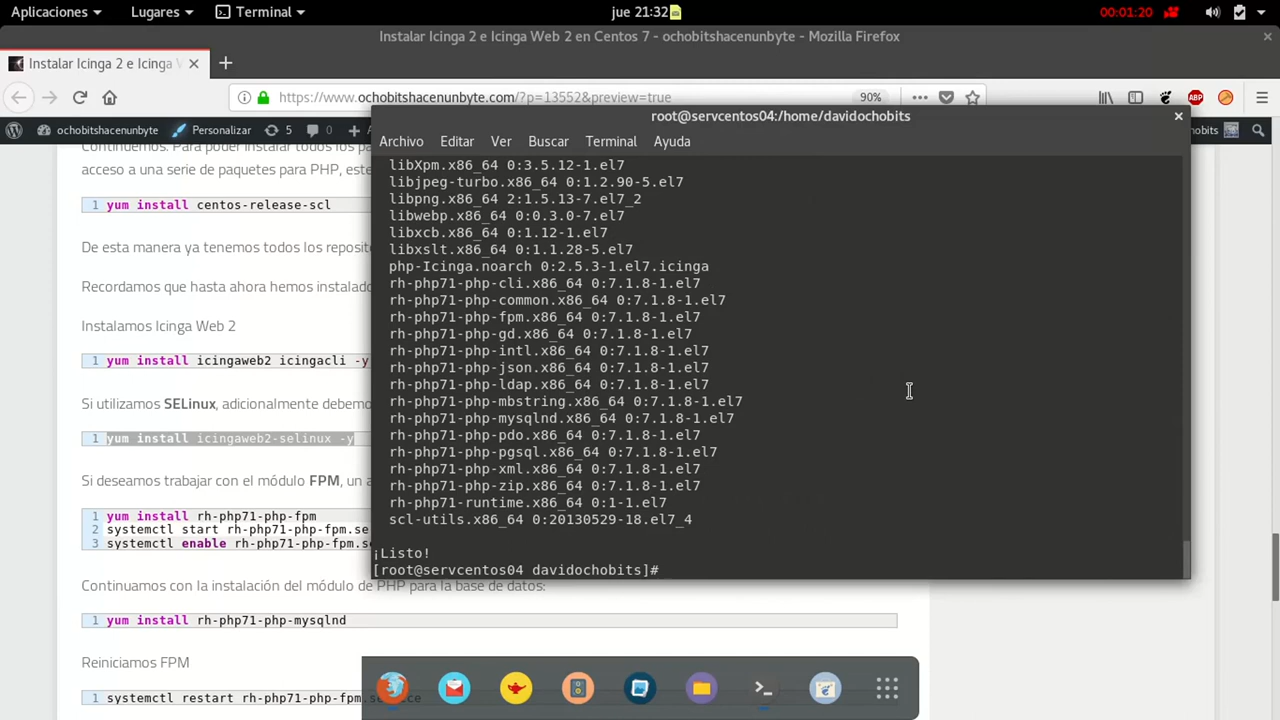 Aplicaciones
Lugares
Terminal
jue 21:32
00:01:20
Instalar Icinga 2 e Icinga Web 2 en Centos 7 - ochobitshacenunbyte - Mozilla Firefox
Instalar Icinga 2 e Icinga W
https://www.ochobitshacenunbyte.com/?p=13552&preview=true
90%
ABP
ochobitshacenunbyte
Personalizar
5
0
root@servcentos04:/home/davidochobits
Archivo Editar Ver Buscar Terminal Ayuda
acceso a una serie de paquetes para PHP, este
1 yum install centos-release-scl
De esta manera ya tenemos todos los reposit
Recordamos que hasta ahora hemos instalado
Instalamos Icinga Web 2
1 yum install icingaweb2 icingacli -y
Si utilizamos SELinux, adicionalmente debemo
1 yum install icingaweb2-selinux -y
Si deseamos trabajar con el módulo FPM, un a
1 yum install rh-php71-php-fpm
2 systemctl start rh-php71-php-fpm.se
3 systemctl enable rh-php71-php-fpm.s
Continuamos con la instalación del módulo de PHP para la base de datos:
1 yum install rh-php71-php-mysqlnd
Reiniciamos FPM
1 systemctl restart rh-php71-php-fpm.service
libXpm.x86_64 0:3.5.12-1.el7
libjpeg-turbo.x86_64 0:1.2.90-5.el7
libpng.x86_64 2:1.5.13-7.el7_2
libwebp.x86_64 0:0.3.0-7.el7
libxcb.x86_64 0:1.12-1.el7
libxslt.x86_64 0:1.1.28-5.el7
php-Icinga.noarch 0:2.5.3-1.el7.icinga
rh-php71-php-cli.x86_64 0:7.1.8-1.el7
rh-php71-php-common.x86_64 0:7.1.8-1.el7
rh-php71-php-fpm.x86_64 0:7.1.8-1.el7
rh-php71-php-gd.x86_64 0:7.1.8-1.el7
rh-php71-php-intl.x86_64 0:7.1.8-1.el7
rh-php71-php-json.x86_64 0:7.1.8-1.el7
rh-php71-php-ldap.x86_64 0:7.1.8-1.el7
rh-php71-php-mbstring.x86_64 0:7.1.8-1.el7
rh-php71-php-mysqlnd.x86_64 0:7.1.8-1.el7
rh-php71-php-pdo.x86_64 0:7.1.8-1.el7
rh-php71-php-pgsql.x86_64 0:7.1.8-1.el7
rh-php71-php-xml.x86_64 0:7.1.8-1.el7
rh-php71-php-zip.x86_64 0:7.1.8-1.el7
rh-php71-runtime.x86_64 0:1-1.el7
scl-utils.x86_64 0:20130529-18.el7_4
¡Listo!
[root@servcentos04 davidochobits]#